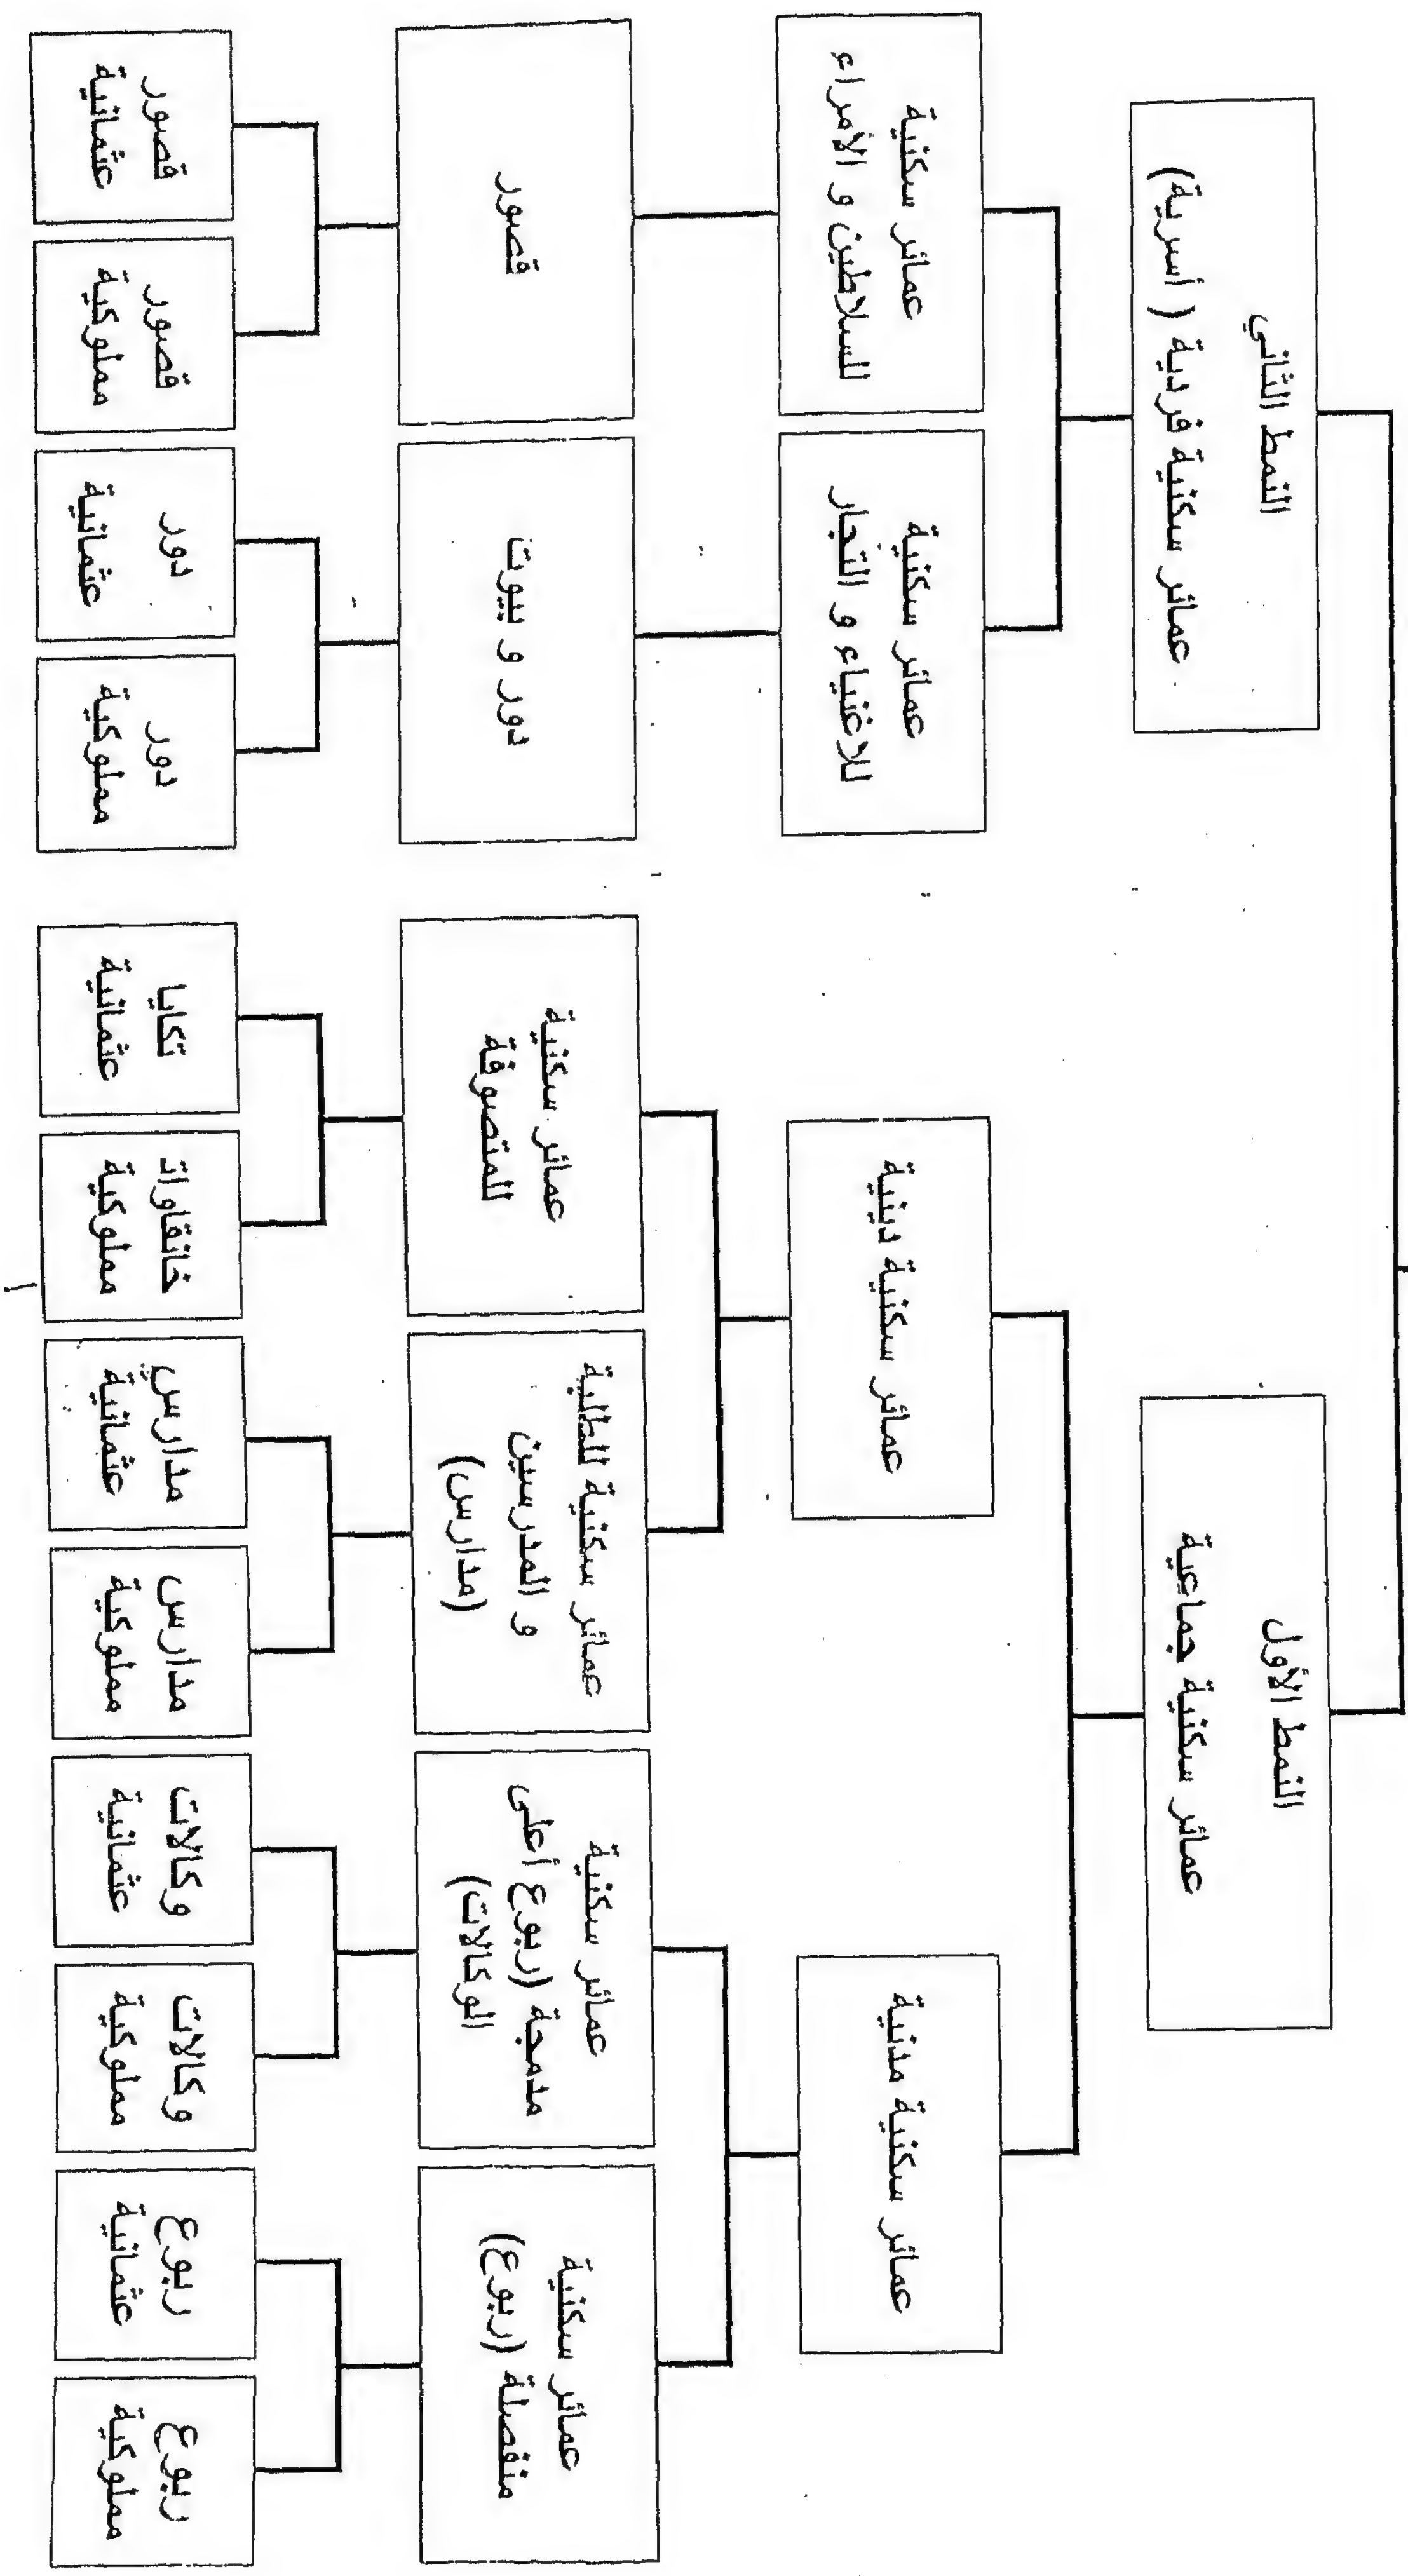 النمط الأول
عمائر سكنية جماعية
النمط الثاني
عمائر سكنية فردية ( أسرية)
عمائر سكنية مدنية
عمائر سكنية دينية
عمائر سكنية
للاغنياء و التجار
عمائر سكنية
للسلاطين و الأمراء
عمائر سكنية
منفصلة (ربوع)
عمائر سكنية
مدمجة (ربوع أعلى
الوكالات)
عمائر سكنية للطلبة
و المدرسين
(مدارس)
عمائر سكنية
للمتصوفة
دور و بيوت
قصور
ربوع
مملوكية
ربوع
عثمانية
وكالات
مملوكية
وكالات
عثمانية
مدارس
مملوكية
مدارس
عثمانية
خانقاوات
مملوكية
تكايا
عثمانية
دور
مملوكية
دور
عثمانية
قصور
مملوكية
قصور
عثمانية